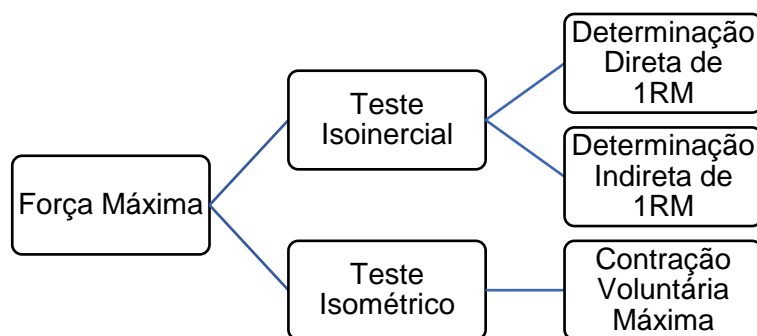 Força Máxima
Teste
Isoinercial
Determinação
Direta de
1RM
Determinação
Indireta de
1RM
Teste
Isométrico
Contração
Voluntária
Máxima